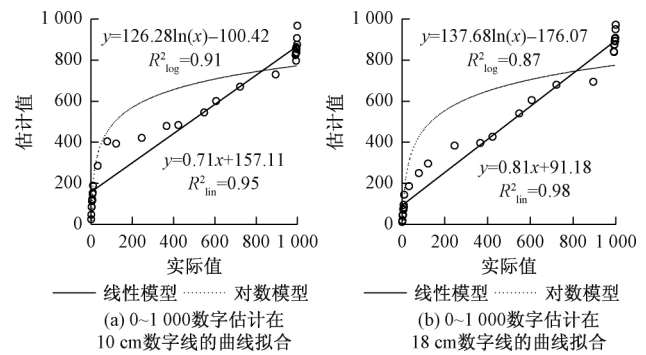 1 000
800
600
400
200
0
估计值
y=126.28ln(x)−100.42
R²log=0.91
y=0.71x+157.11
R²lin=0.95
0 200 400 600 800 1 000
实际值
线性模型 对数模型
(a) 0~1 000数字估计在
10 cm数字线的曲线拟合
1 000
800
600
400
200
0
估计值
y=137.68ln(x)−176.07
R²log=0.87
y=0.81x+91.18
R²lin=0.98
0 200 400 600 800 1 000
实际值
线性模型 对数模型
(b) 0~1 000数字估计在
18 cm数字线的曲线拟合